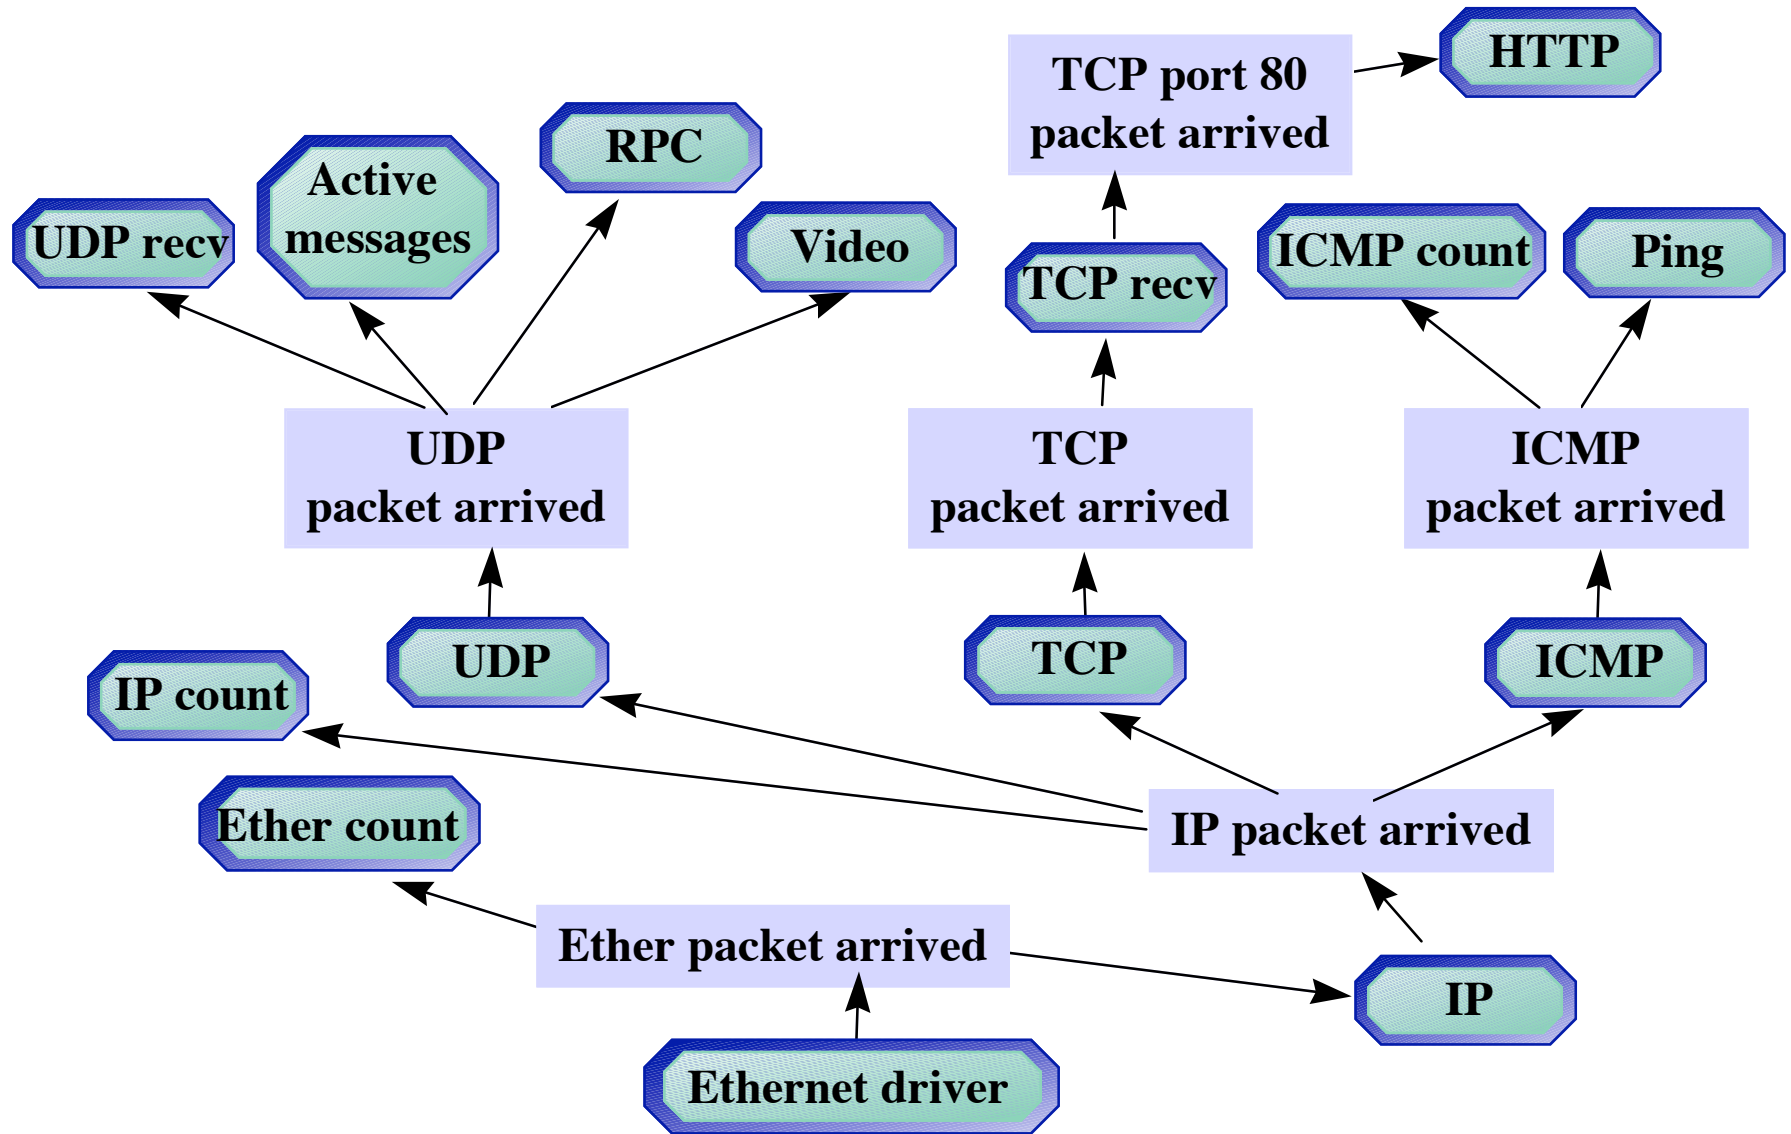 HTTP
TCP port 80
packet arrived
RPC
Active
messages
UDP recv
Video
ICMP count
Ping
TCP recv
UDP
packet arrived
TCP
packet arrived
ICMP
packet arrived
UDP
TCP
ICMP
IP count
Ether count
IP packet arrived
Ether packet arrived
IP
Ethernet driver